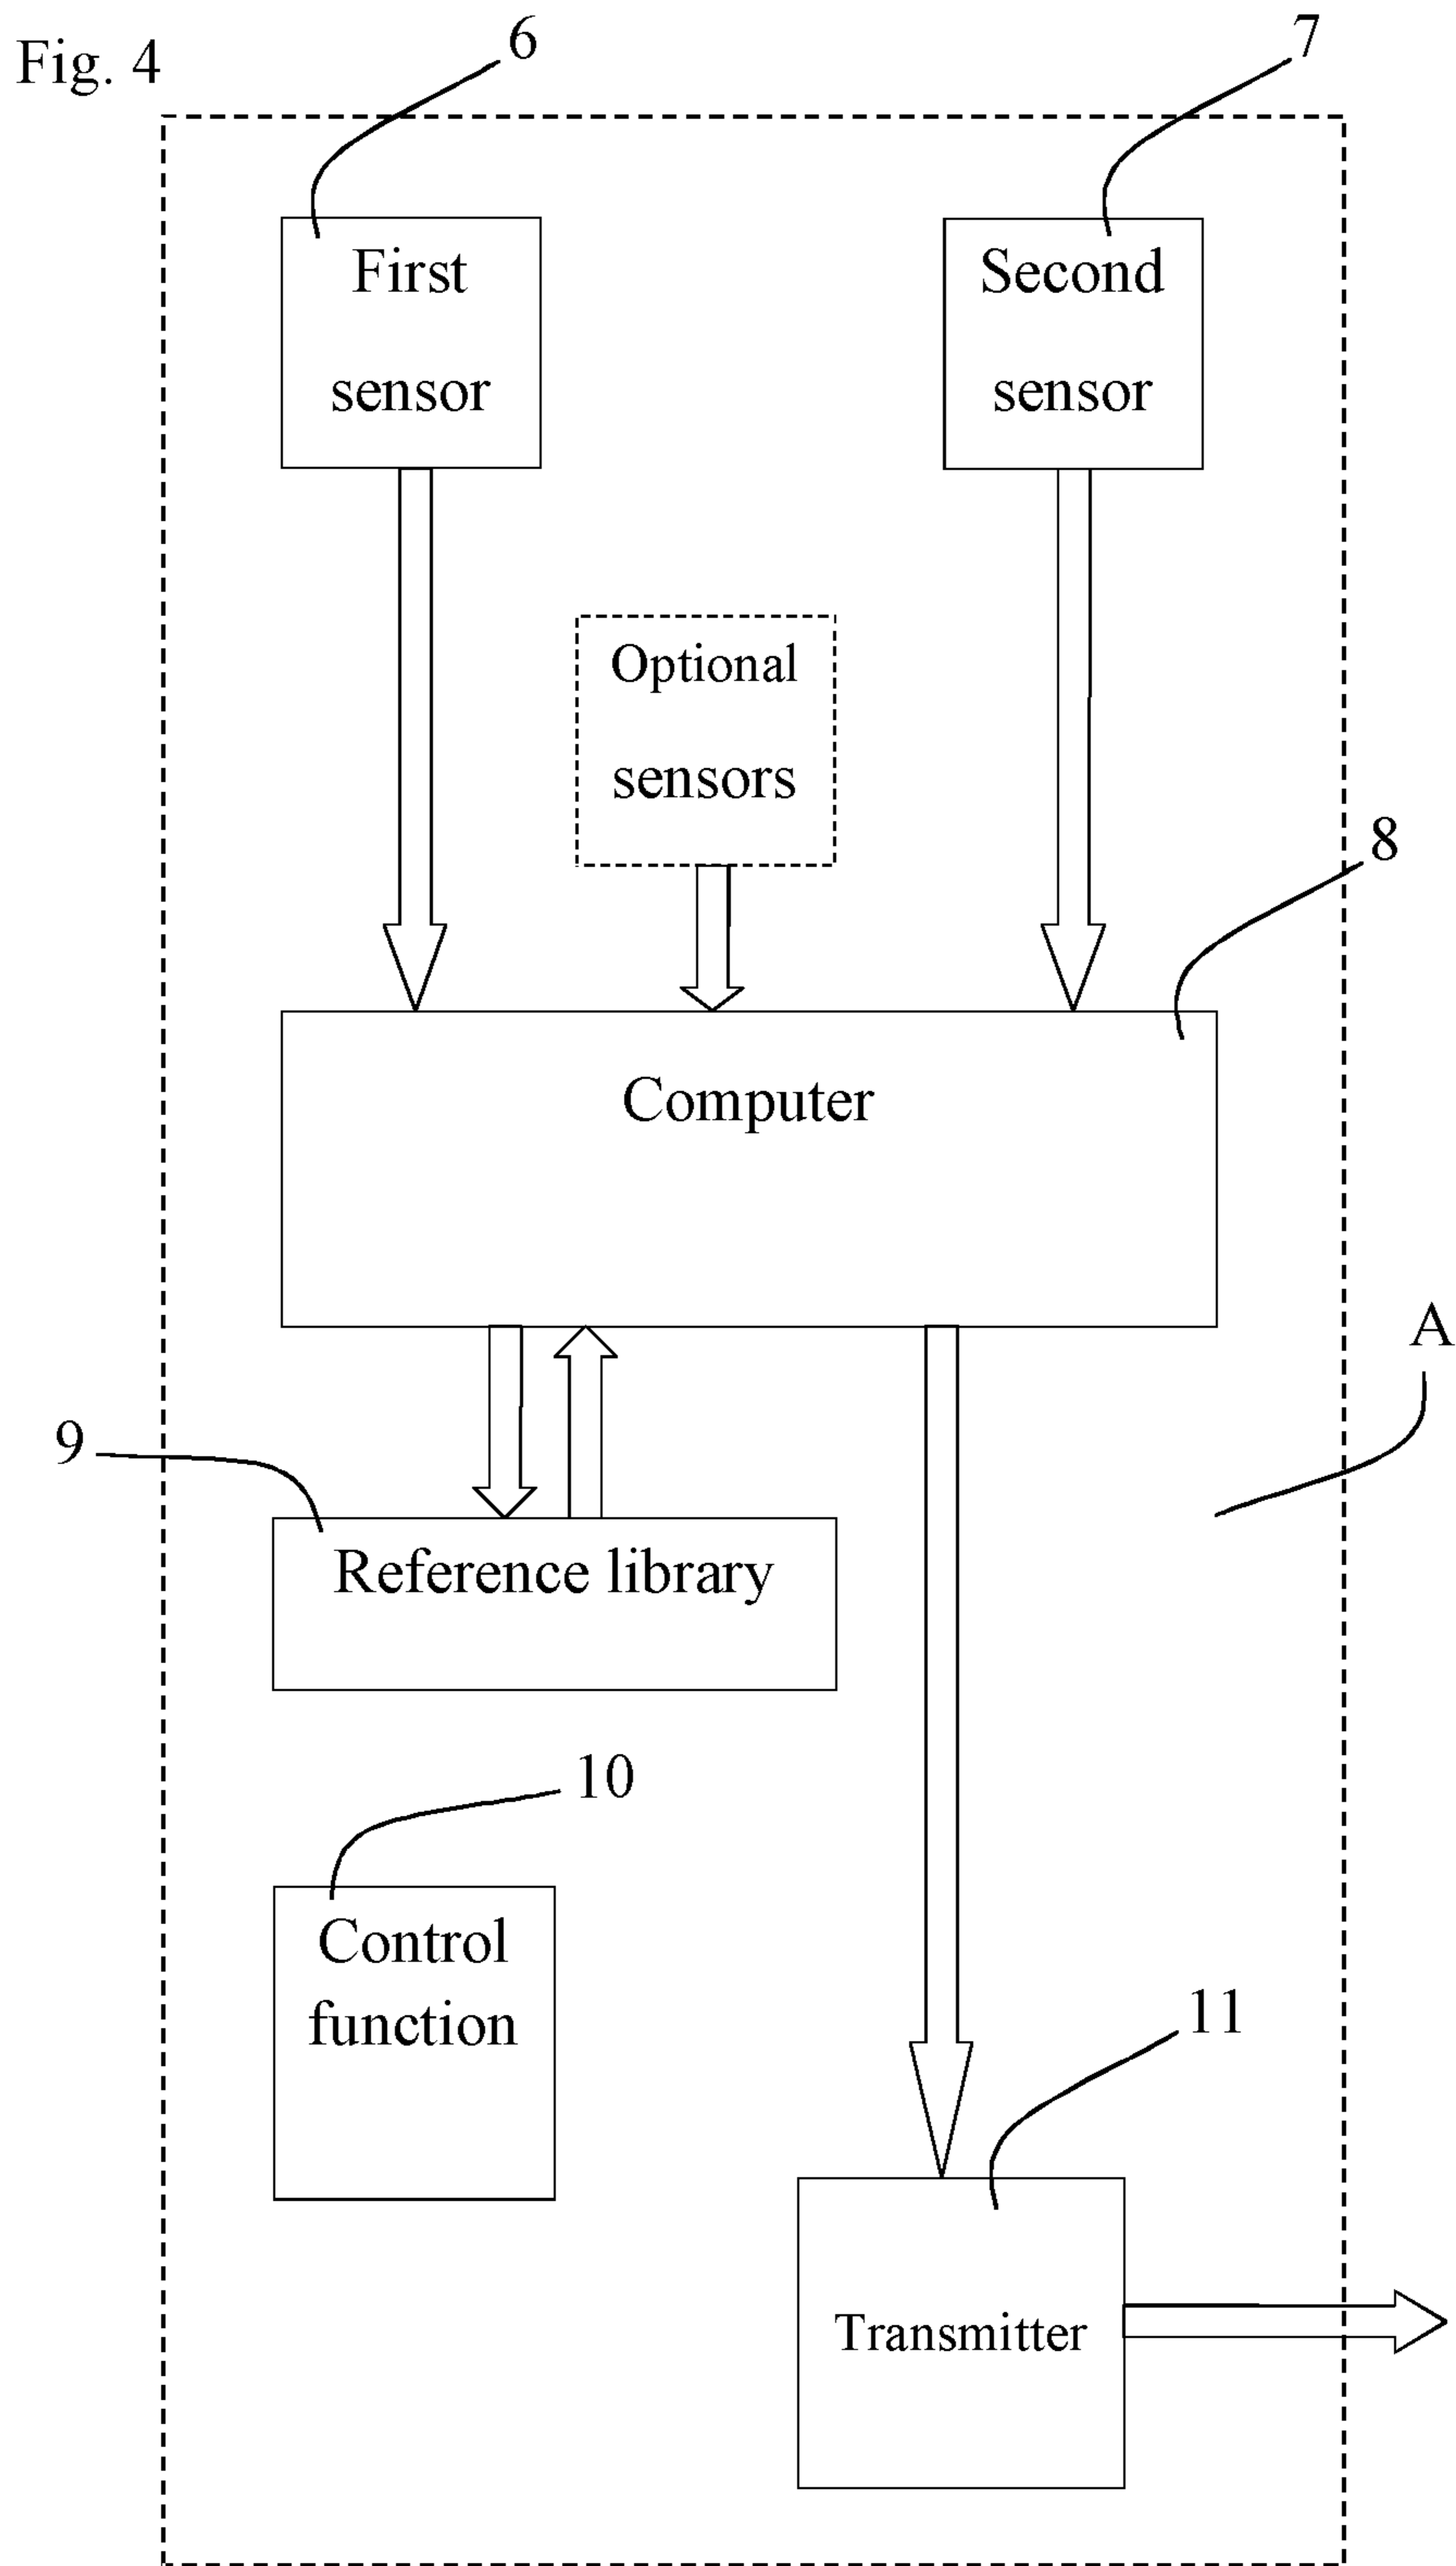 Fig. 4
6
7
First
sensor
Second
sensor
Optional
sensors
8
Computer
A
9
Reference library
10
Control
function
11
Transmitter